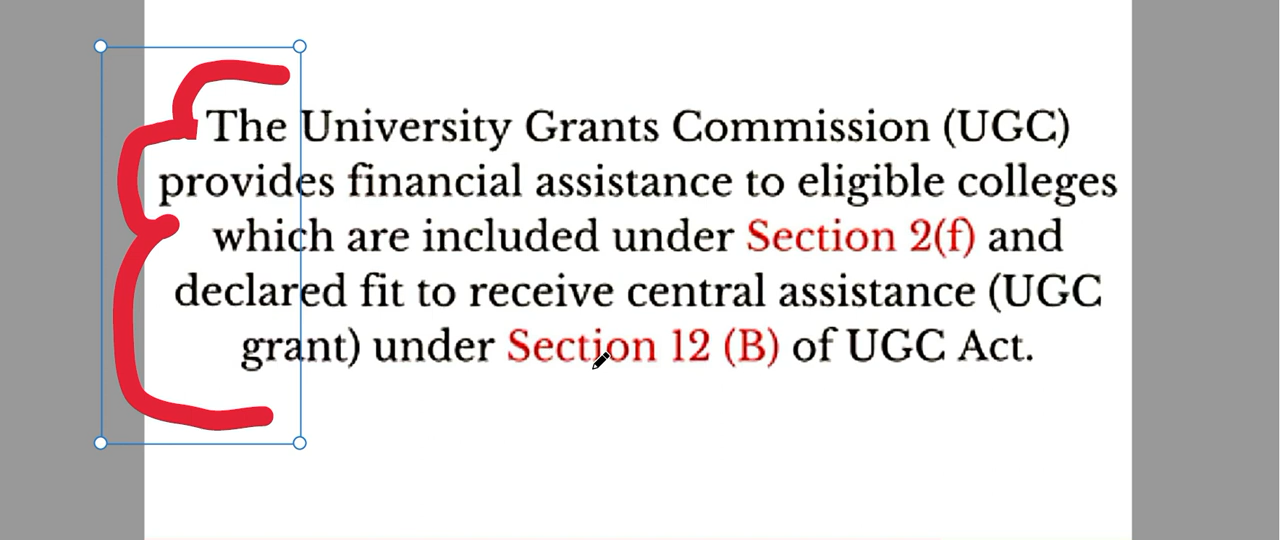 The University Grants Commission (UGC)
provides financial assistance to eligible colleges
which are included under Section 2(f) and
declared fit to receive central assistance (UGC
grant) under Section 12 (B) of UGC Act.